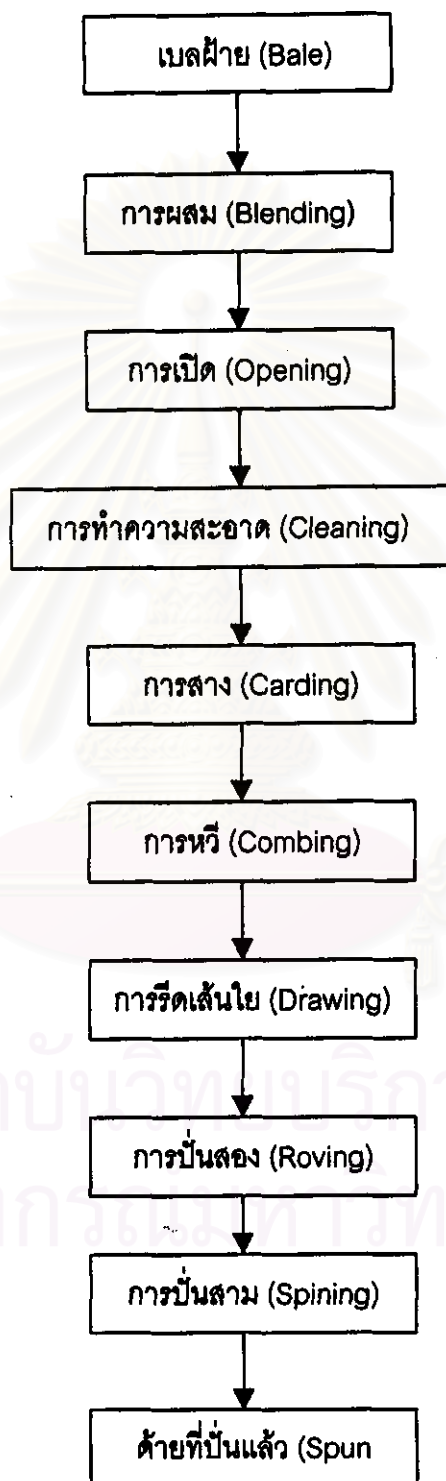 เบลฝ้าย (Bale)
การผสม (Blending)
การเปิด (Opening)
การทำความสะอาด (Cleaning)
การสาง (Carding)
การหวี (Combing)
การรีดเส้นใย (Drawing)
การปั่นสอง (Roving)
การปั่นสาม (Spining)
ด้ายที่ปั่นแล้ว (Spun